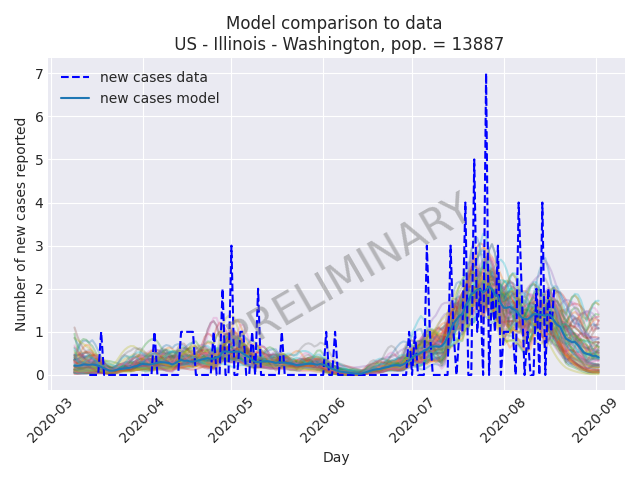 Model comparison to data
US - Illinois - Washington, pop. = 13887
new cases data
new cases model
Number of new cases reported
7
6
5
4
3
2
1
0
PRELIMINARY
2020-03
2020-04
2020-05
2020-06
2020-07
2020-08
2020-09
Day